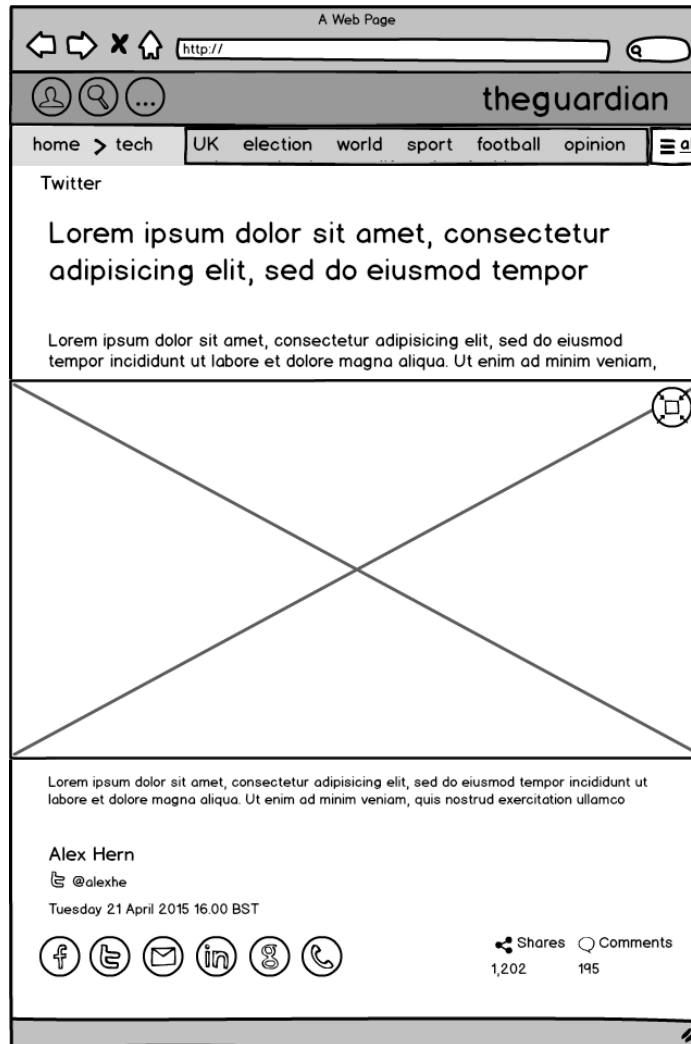 A Web Page
http://
theguardian
home > tech UK election world sport football opinion a
Twitter
Lorem ipsum dolor sit amet, consectetur
adipisicing elit, sed do eiusmod tempor
Lorem ipsum dolor sit amet, consectetur adipisicing elit, sed do eiusmod
tempor incididunt ut labore et dolore magna aliqua. Ut enim ad minim veniam,
Lorem ipsum dolor sit amet, consectetur adipisicing elit, sed do eiusmod tempor incididunt ut
labore et dolore magna aliqua. Ut enim ad minim veniam, quis nostrud exercitation ullamco
Alex Hern
@alexhe
Tuesday 21 April 2015 16.00 BST
Shares Comments
1,202 195